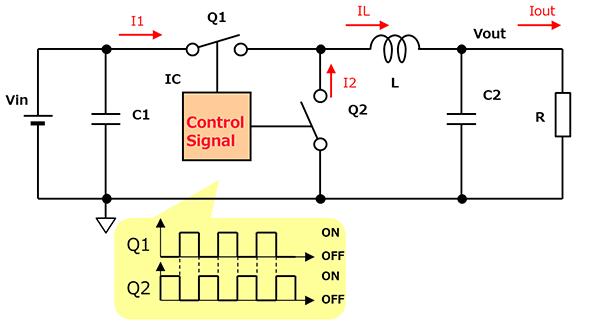 I1
Q1
IL
Iout
Vout
IC
I2
L
Vin
C1
Control
Signal
Q2
C2
R
Q1
ON
OFF
Q2
ON
OFF